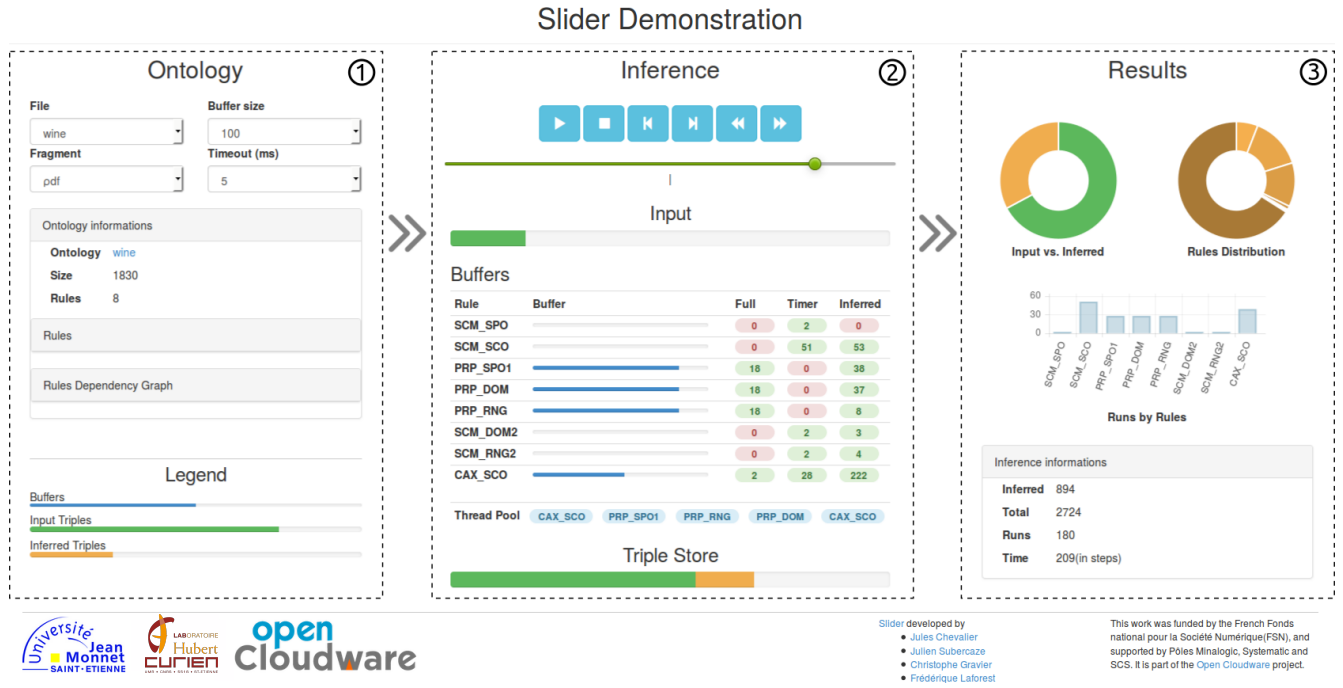 Slider Demonstration
Ontology
①
File
Buffer size
wine
100
Fragment
Timeout (ms)
ρdf
5
Ontology informations
Ontology wine
Size 1830
Rules 8
Rules
Rules Dependency Graph
Legend
Buffers
Input Triples
Inferred Triples
Inference
②
Input
Buffers
Rule Buffer Full Timer Inferred
SCM_SPO 0 2 0
SCM_SCO 0 51 53
PRP_SPO1 18 0 38
PRP_DOM 18 0 37
PRP_RNG 18 0 8
SCM_DOM2 0 2 3
SCM_RNG2 0 2 4
CAX_SCO 2 28 222
Thread Pool CAX_SCO PRP_SPO1 PRP_RNG PRP_DOM CAX_SCO
Triple Store
Results
③
Input vs. Inferred
Rules Distribution
60
30
0
SCM_SPO
SCM_SCO
PRP_SPO1
PRP_DOM
PRP_RNG
SCM_DOM2
SCM_RNG2
CAX_SCO
Runs by Rules
Inference informations
Inferred 894
Total 2724
Runs 180
Time 209(in steps)
Université
Jean
Monnet
SAINT-ETIENNE
LABORATOIRE
Hubert
CURIEN
open
Cloudware
Slider developed by
Jules Chevalier
Julien Subercaze
Christophe Gravier
Frédérique Laforest
This work was funded by the French Fonds
national pour la Société Numérique(FSN), and
supported by Pôles Minalogic, Systematic and
SCS. It is part of the Open Cloudware project.